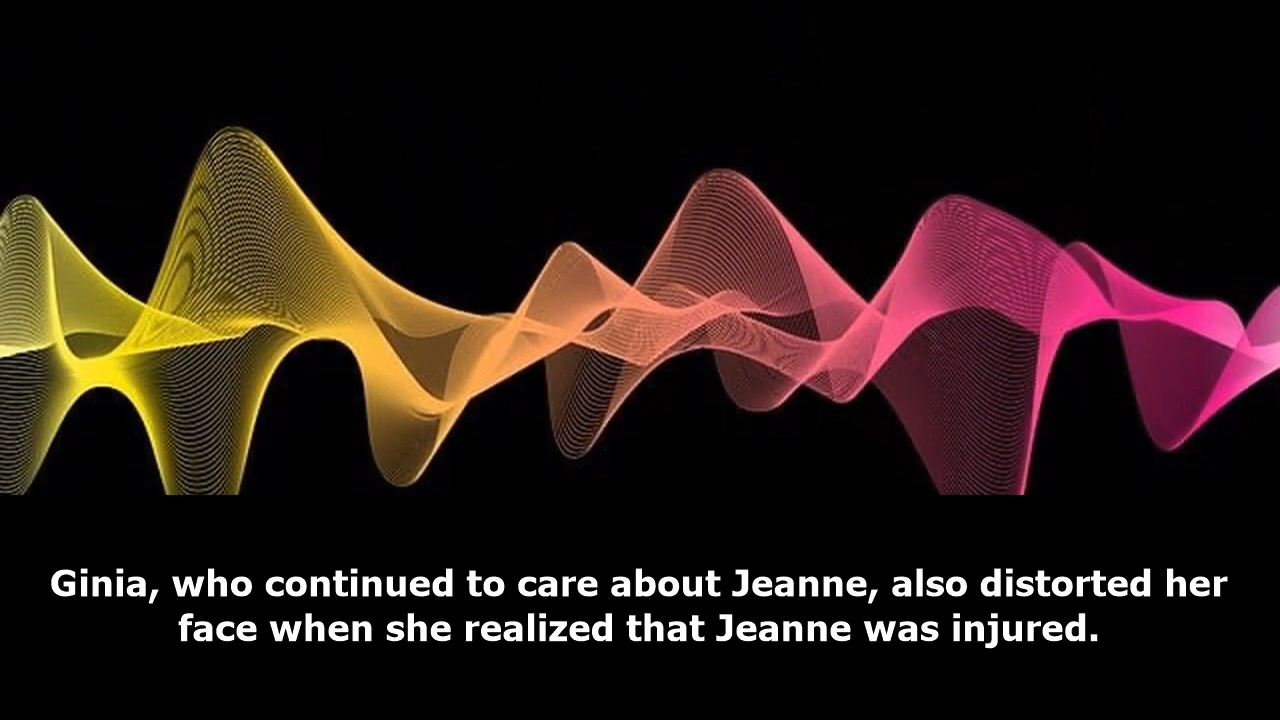 Ginia, who continued to care about Jeanne, also distorted her
face when she realized that Jeanne was injured.